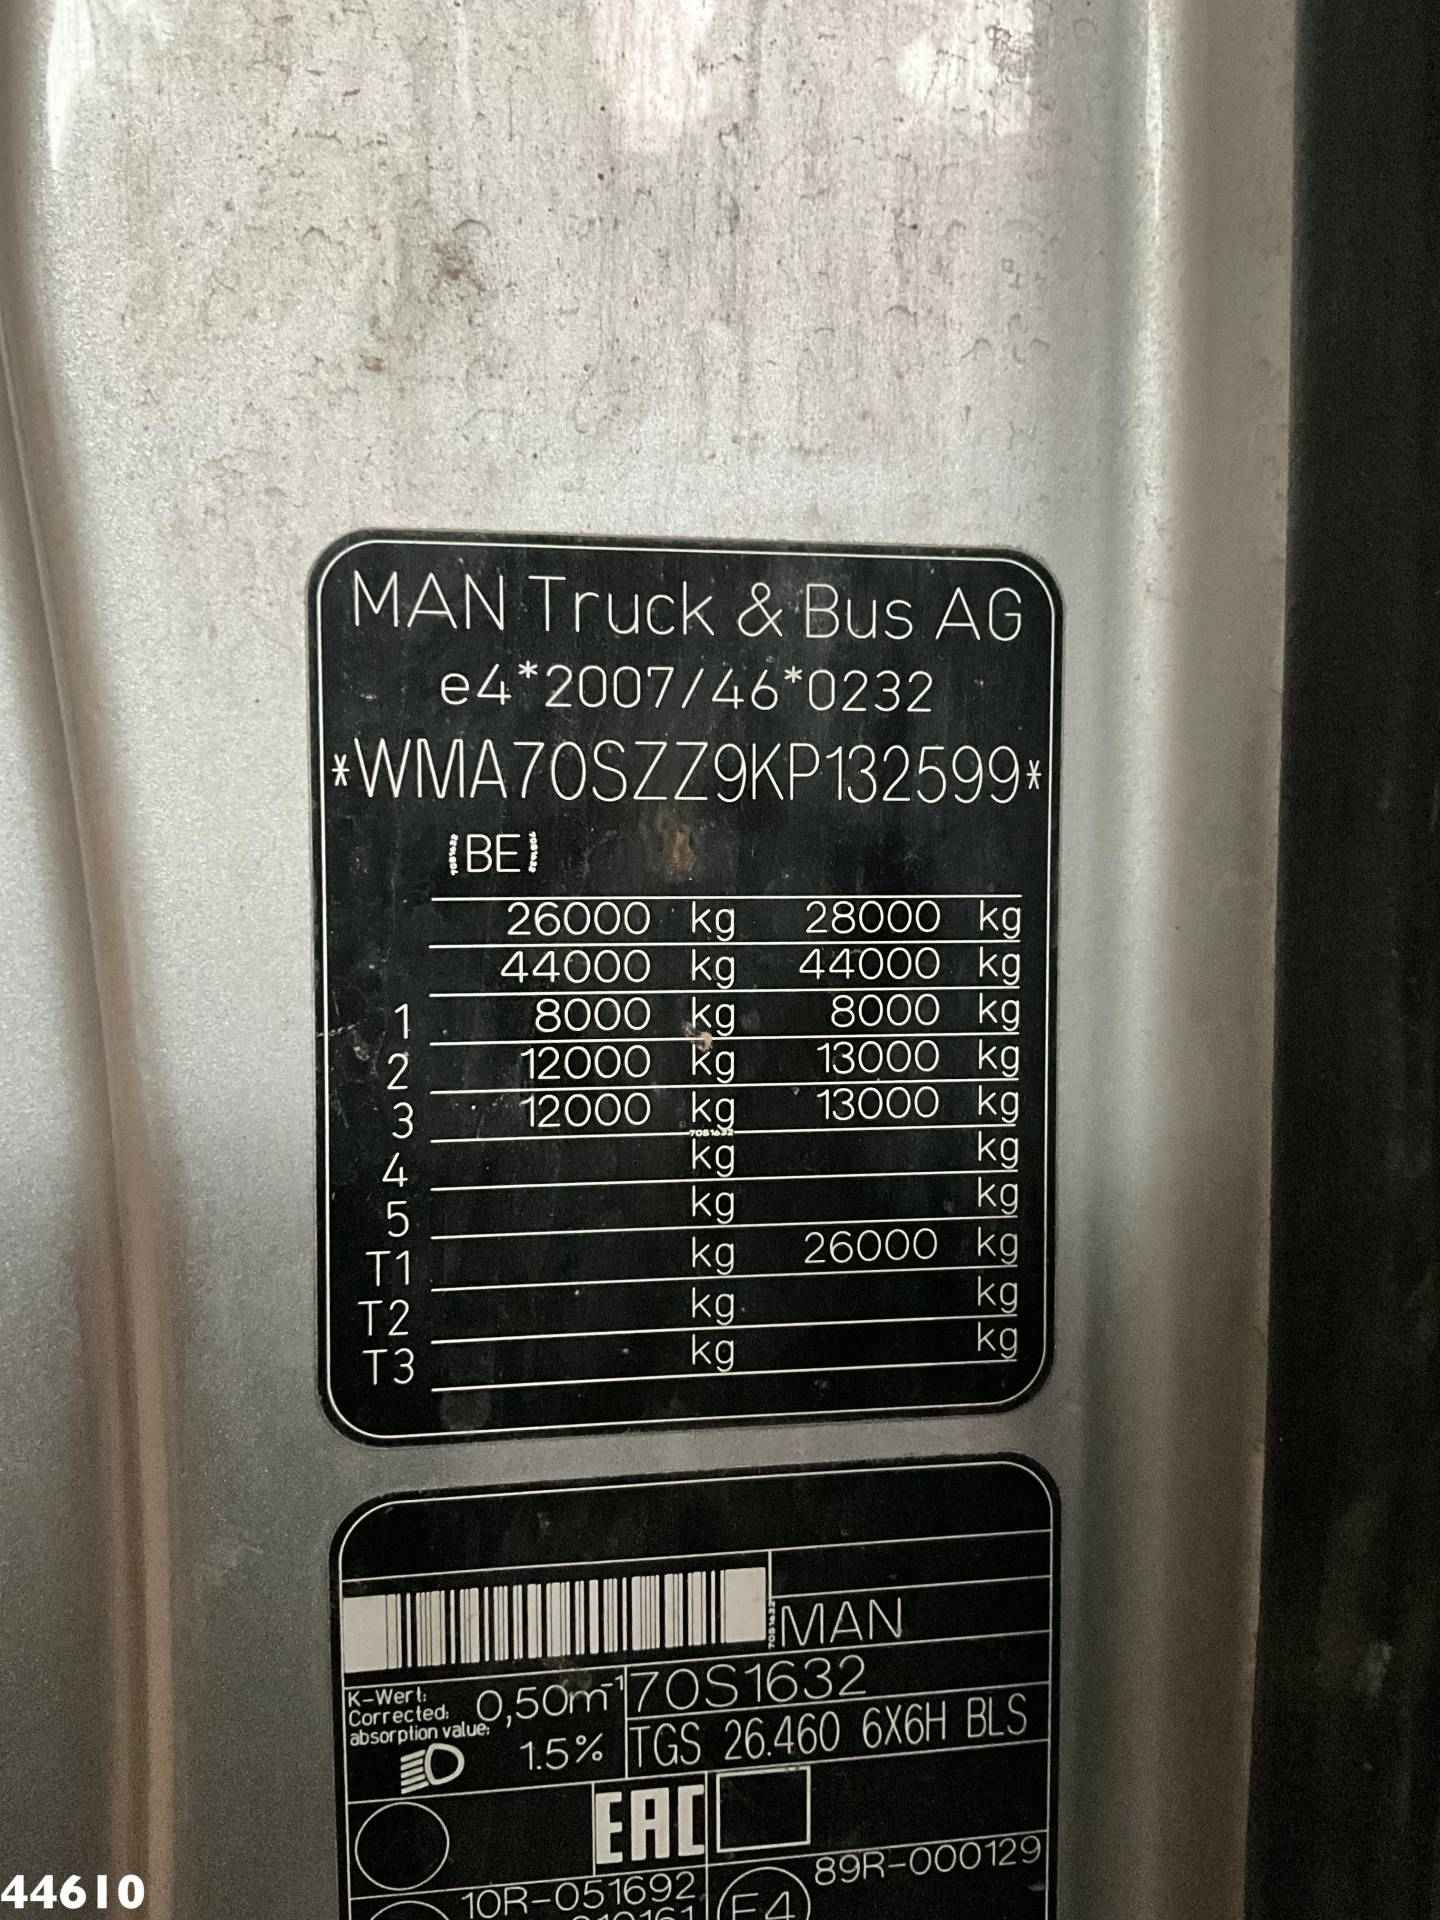 MAN Truck & Bus AG
e4*2007/46*0232
*WMA70SZZ9KP132599*
BE
26000 kg 28000 kg
44000 kg 44000 kg
1 8000 kg 8000 kg
2 12000 kg 13000 kg
3 12000 kg 13000 kg
70S1632
4 kg kg
5 kg kg
T1 kg 26000 kg
T2 kg kg
T3 kg kg
MAN
K-Wert:
Corrected:
absorption value:
0,50m-1
70S1632
1.5%
TGS 26.460 6X6H BLS
EAC
89R-000129
10R-051692
E4
44610